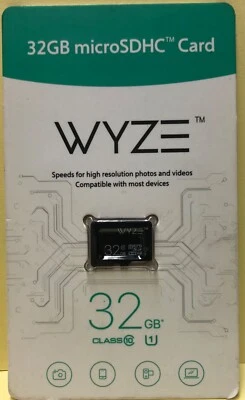 32GB microSDHC™ Card
WYZE™
Speeds for high resolution photos and videos
Compatible with most devices
WYZE
32GB
32GB*
CLASS 10 U1